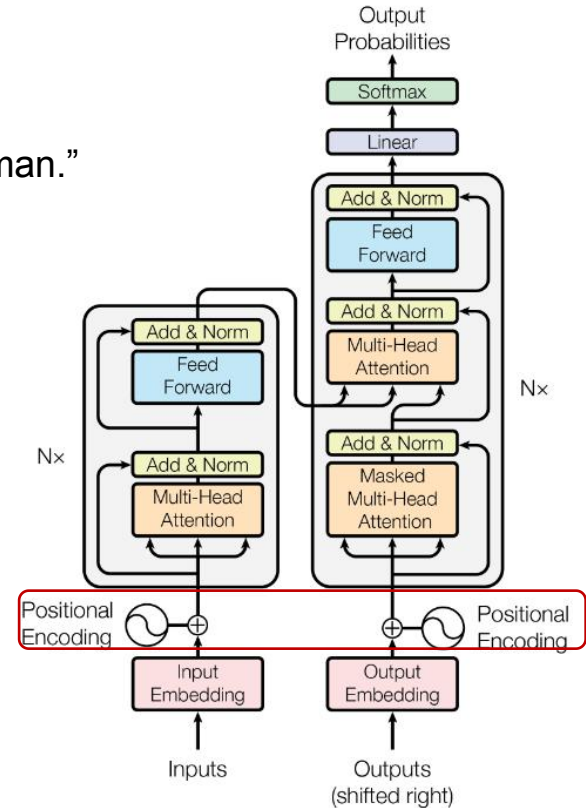 Output
Probabilities
Softmax
Linear
man.”
Add & Norm
Feed
Forward
Add & Norm
Multi-Head
Attention
Add & Norm
Feed
Forward
N×
N×
Add & Norm
Masked
Multi-Head
Attention
Add & Norm
Multi-Head
Attention
Positional
Encoding
Positional
Encoding
Input
Embedding
Output
Embedding
Inputs
Outputs
(shifted right)